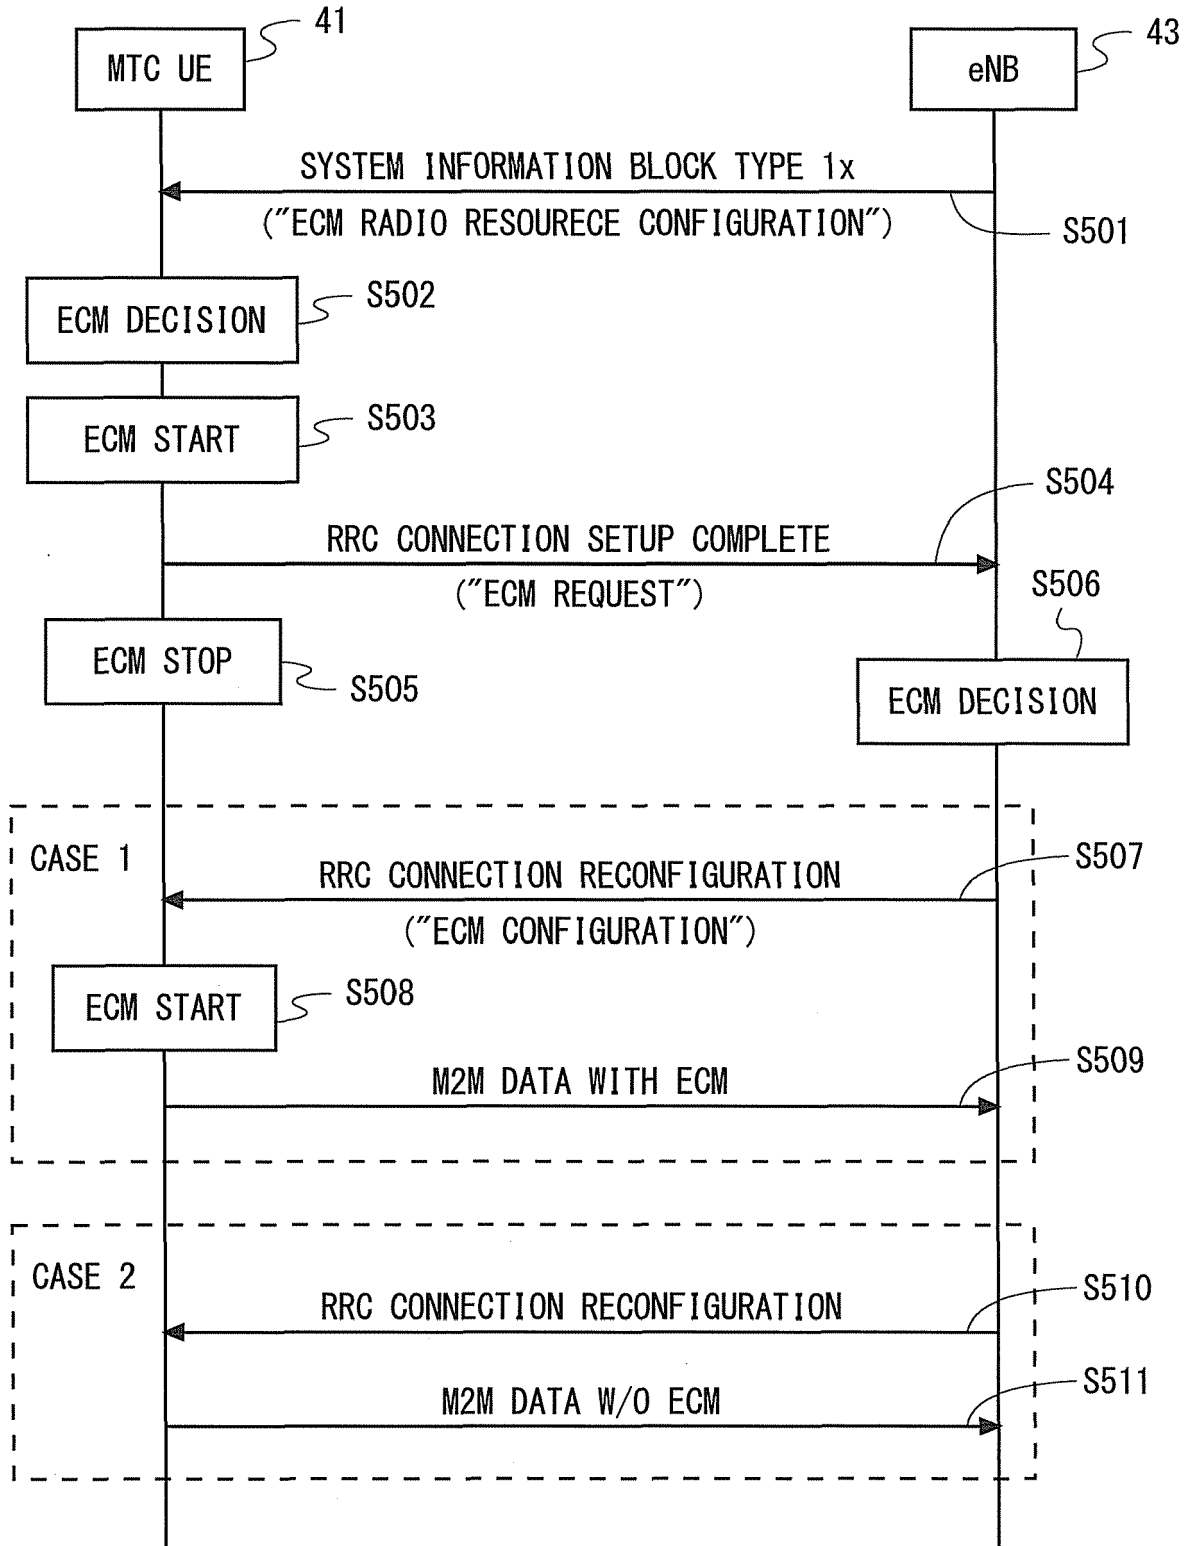 41
MTC UE
43
eNB
SYSTEM INFORMATION BLOCK TYPE 1x
("ECM RADIO RESOURECE CONFIGURATION")
S501
ECM DECISION
S502
ECM START
S503
S504
RRC CONNECTION SETUP COMPLETE
("ECM REQUEST")
S506
ECM STOP
S505
ECM DECISION
CASE 1
S507
RRC CONNECTION RECONFIGURATION
("ECM CONFIGURATION")
ECM START
S508
S509
M2M DATA WITH ECM
CASE 2
S510
RRC CONNECTION RECONFIGURATION
S511
M2M DATA W/O ECM